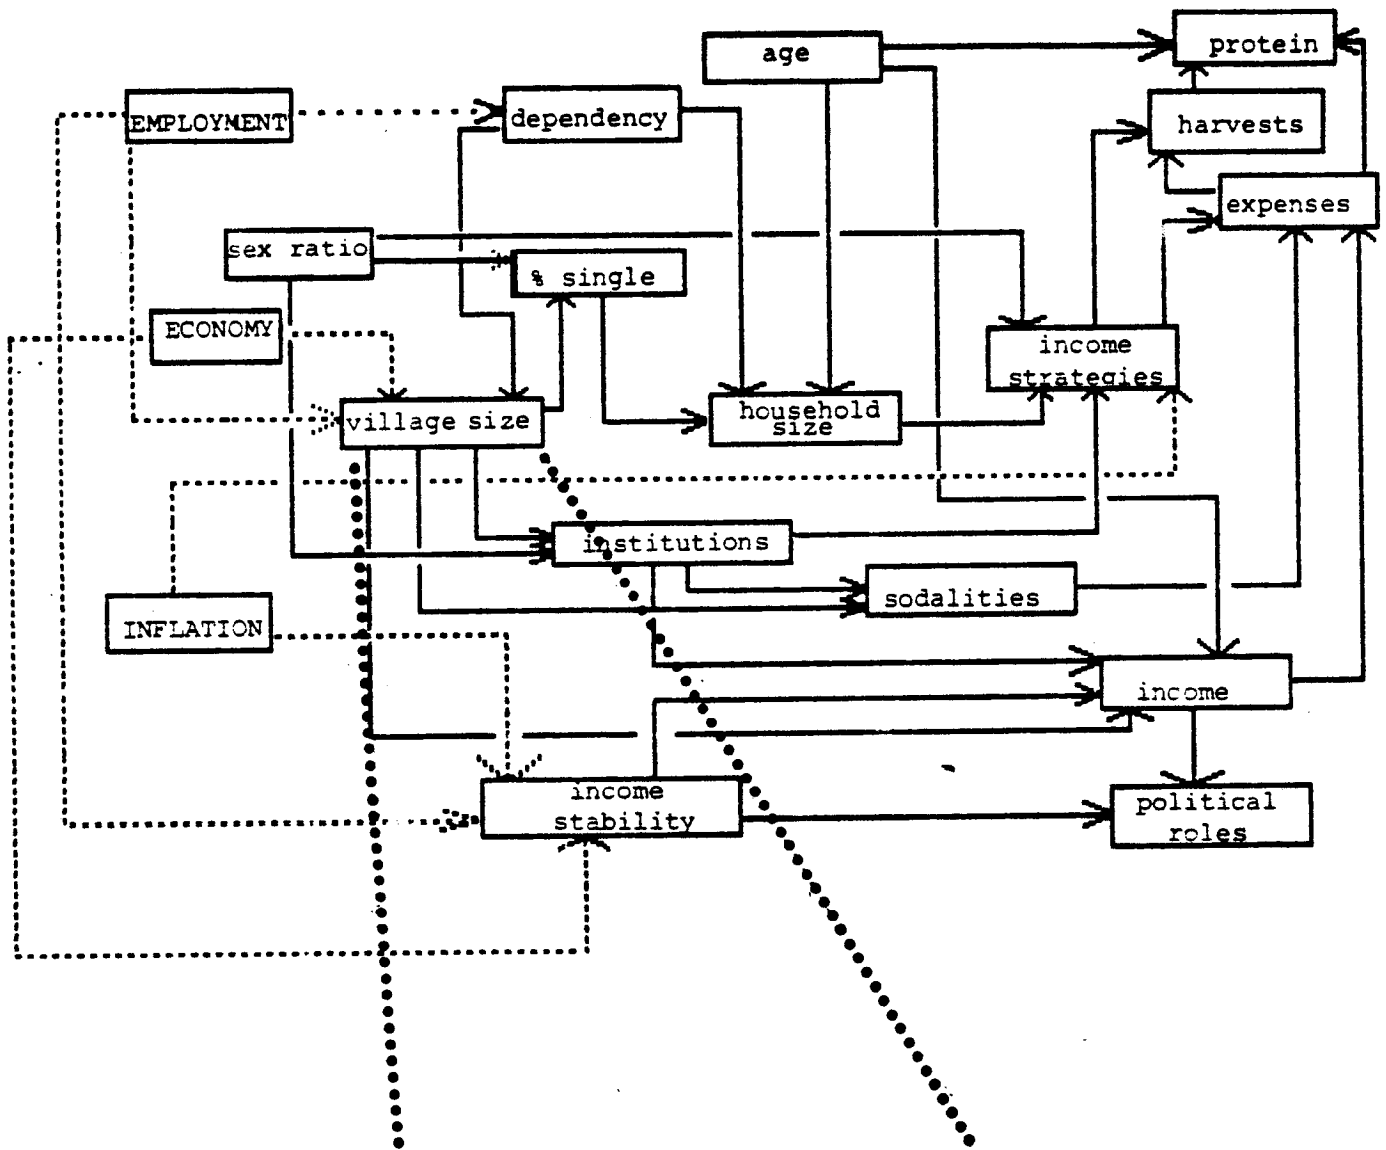 age
protein
EMPLOYMENT
dependency
harvests
expenses
sex ratio
% single
ECONOMY
income
strategies
village size
household
size
institutions
sodalities
INFLATION
income
income
stability
political
roles